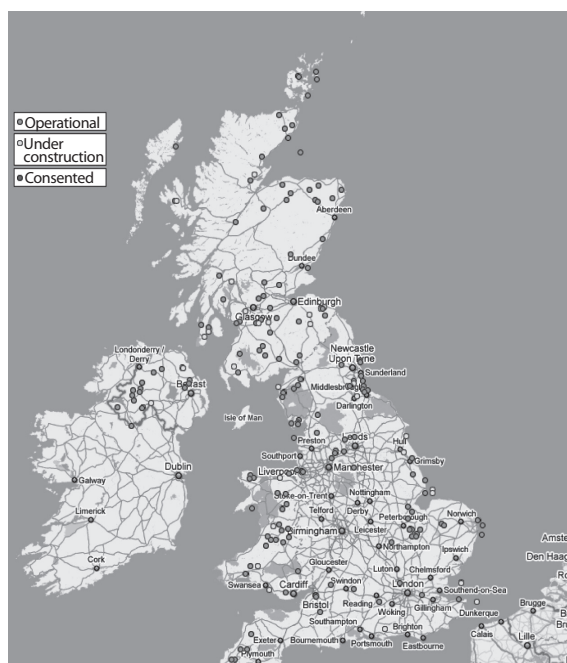 Operational
Under
construction
Consented
Aberdeen
Dundee
Edinburgh
Glasgow
Londonderry /
Derry
Belfast
Newcastle
Upon Tyne
Sunderland
Middlesbrough
Darlington
Isle of Man
Preston
Leeds
Hull
Southport
Grimsby
Liverpool
Manchester
Dublin
Galway
Stoke-on-Trent
Nottingham
Derby
Telford
Peterborough
Norwich
Limerick
Birmingham
Leicester
Northampton
Ipswich
Cork
Gloucester
Luton
Chelmsford
Swansea
Cardiff
Swindon
London
Southend-on-Sea
Bristol
Reading
Woking
Gillingham
Southampton
Brighton
Dunkerque
Brugge
Exeter
Bournemouth
Portsmouth
Eastbourne
Calais
Lille
Plymouth
Amste
Den Haag
Ro
Br
Bru